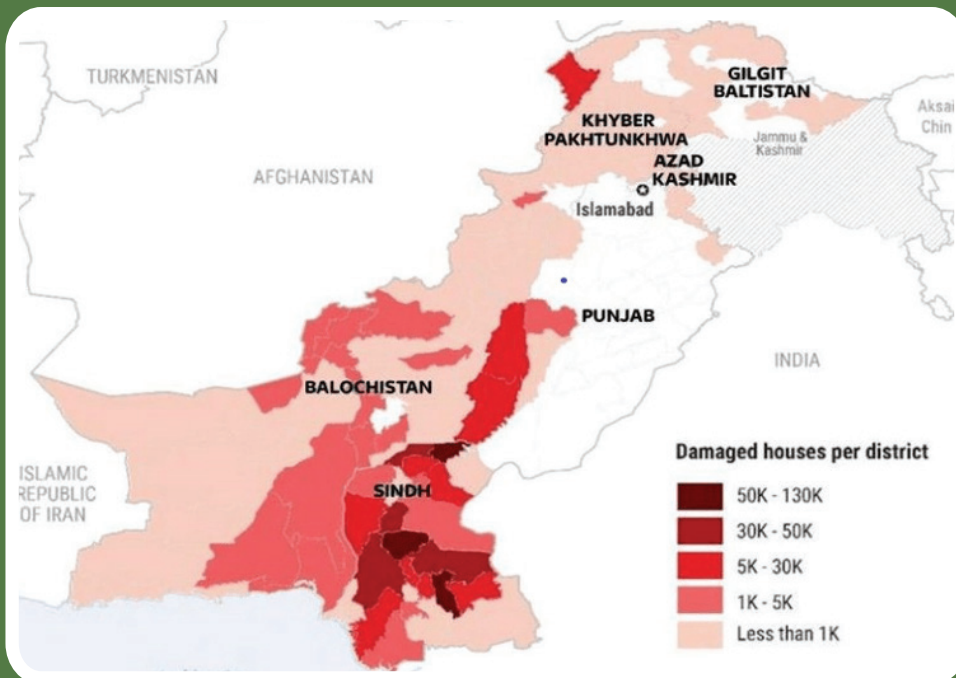 TURKMENISTAN
GILGIT
BALTISTAN
Aksai
Chin
KHYBER
PAKHTUNKHWA
Jammu &
Kashmir
AZAD
KASHMIR
AFGHANISTAN
Islamabad
PUNJAB
INDIA
BALOCHISTAN
ISLAMIC
REPUBLIC
OF IRAN
SINDH
Damaged houses per district
50K - 130K
30K - 50K
5K - 30K
1K - 5K
Less than 1K